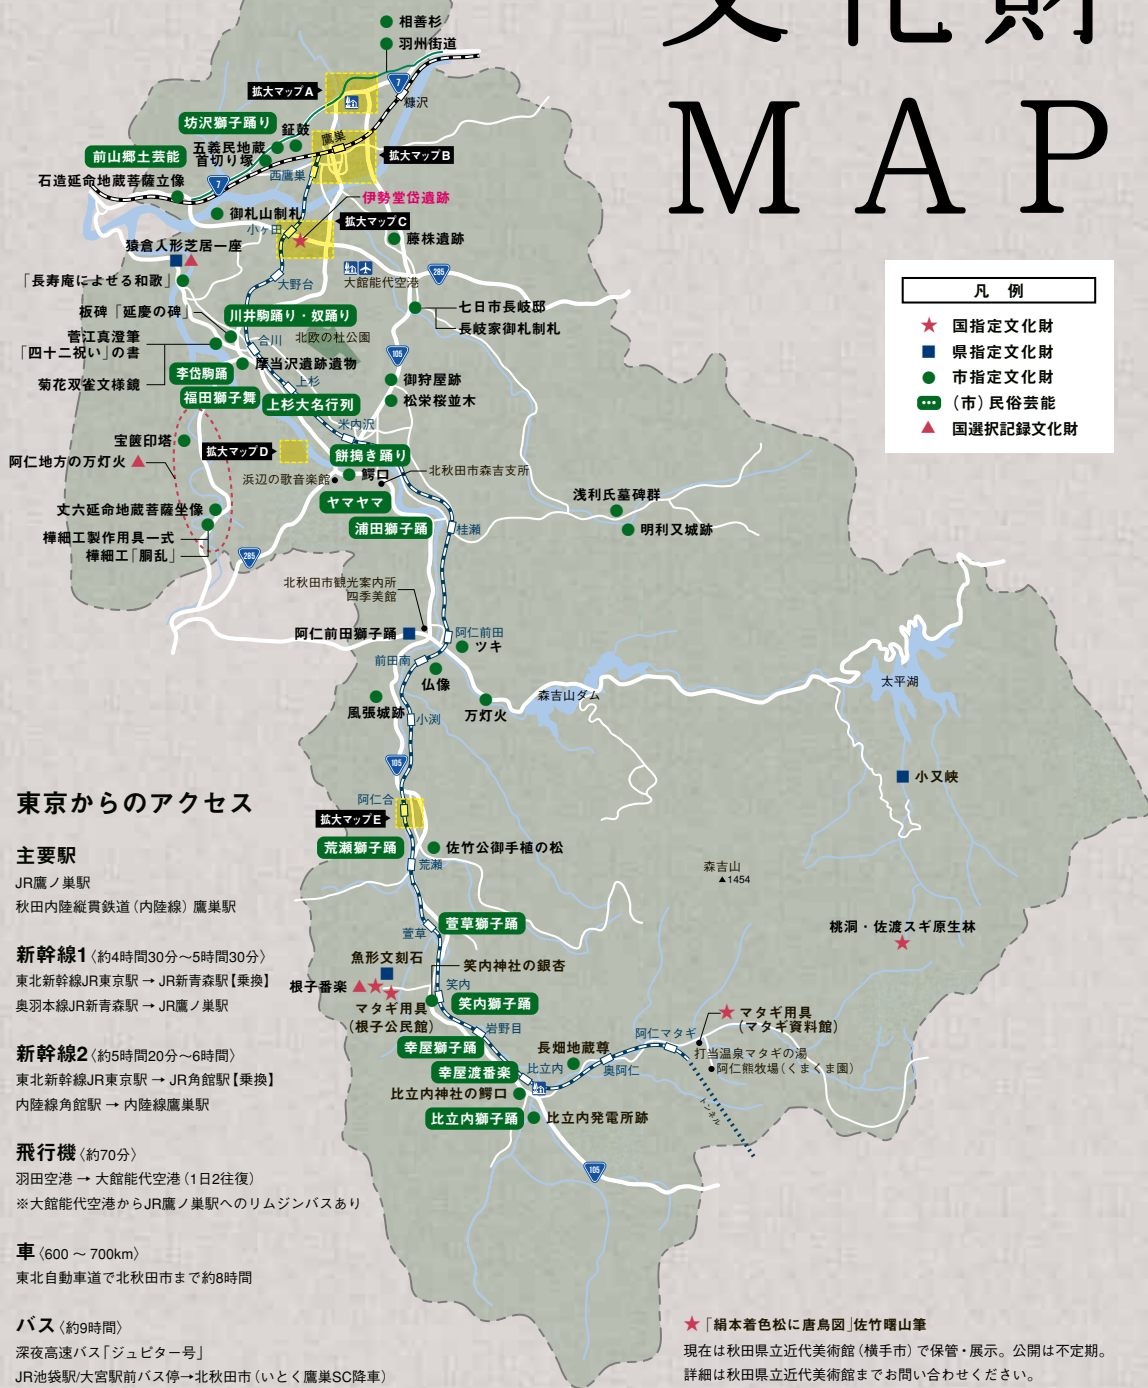 文化財
MAP
凡 例
国指定文化財
県指定文化財
市指定文化財
(市)民俗芸能
国選択記録文化財
相善杉
羽州街道
7
拡大マップA
糠沢
坊沢獅子踊り
鉦鼓
鷹巣
五義民地蔵
首切り塚
拡大マップB
前山郷土芸能
西鷹巣
石造延命地蔵菩薩立像
7
伊勢堂岱遺跡
御札山制札
拡大マップC
小ヶ田
猿倉人形芝居一座
藤株遺跡
「長寿庵によせる和歌」
大野台
大館能代空港
285
板碑「延慶の碑」
川井駒踊り・奴踊り
七日市長岐邸
長岐家御札制札
菅江真澄筆
「四十二祝い」の書
合川
北欧の杜公園
105
菊花双雀文様鏡
李岱駒踊
摩当沢遺跡遺物
上杉
御狩屋跡
福田獅子舞
上杉大名行列
松栄桜並木
米内沢
宝篋印塔
拡大マップD
餅搗き踊り
阿仁地方の万灯火
浜辺の歌音楽館
鰐口
北秋田市森吉支所
ヤマヤマ
浅利氏墓碑群
丈六延命地蔵菩薩坐像
浦田獅子踊
桂瀬
明利又城跡
樺細工製作用具一式
樺細工「胴乱」
285
北秋田市観光案内所
四季美館
阿仁前田獅子踊
阿仁前田
ツキ
前田南
仏像
太平湖
森吉山ダム
風張城跡
小渕
万灯火
105
小又峡
阿仁合
拡大マップE
荒瀬獅子踊
佐竹公御手植の松
荒瀬
森吉山
▲1454
萱草獅子踊
萱草
桃洞・佐渡スギ原生林
魚形文刻石
笑内神社の銀杏
根子番楽
笑内
マタギ用具
(根子公民館)
笑内獅子踊
岩野目
マタギ用具
(マタギ資料館)
阿仁マタギ
幸屋獅子踊
長畑地蔵尊
打当温泉マタギの湯
幸屋渡番楽
比立内
奥阿仁
阿仁熊牧場(くまくま園)
比立内神社の鰐口
トンネル
比立内獅子踊
比立内発電所跡
105
東京からのアクセス
主要駅
JR鷹ノ巣駅
秋田内陸縦貫鉄道(内陸線)鷹巣駅
新幹線1〈約4時間30分〜5時間30分〉
東北新幹線JR東京駅 → JR新青森駅【乗換】
奥羽本線JR新青森駅 → JR鷹ノ巣駅
新幹線2〈約5時間20分〜6時間〉
東北新幹線JR東京駅 → JR角館駅【乗換】
内陸線角館駅 → 内陸線鷹巣駅
飛行機〈約70分〉
羽田空港 → 大館能代空港(1日2往復)
※大館能代空港からJR鷹ノ巣駅へのリムジンバスあり
車〈600 〜 700km〉
東北自動車道で北秋田市まで約8時間
バス〈約9時間〉
深夜高速バス「ジュピター号」
JR池袋駅/大宮駅前バス停→北秋田市(いとく鷹巣SC降車)
★「絹本着色松に唐鳥図」佐竹曙山筆
現在は秋田県立近代美術館(横手市)で保管・展示。公開は不定期。
詳細は秋田県立近代美術館までお問い合わせください。